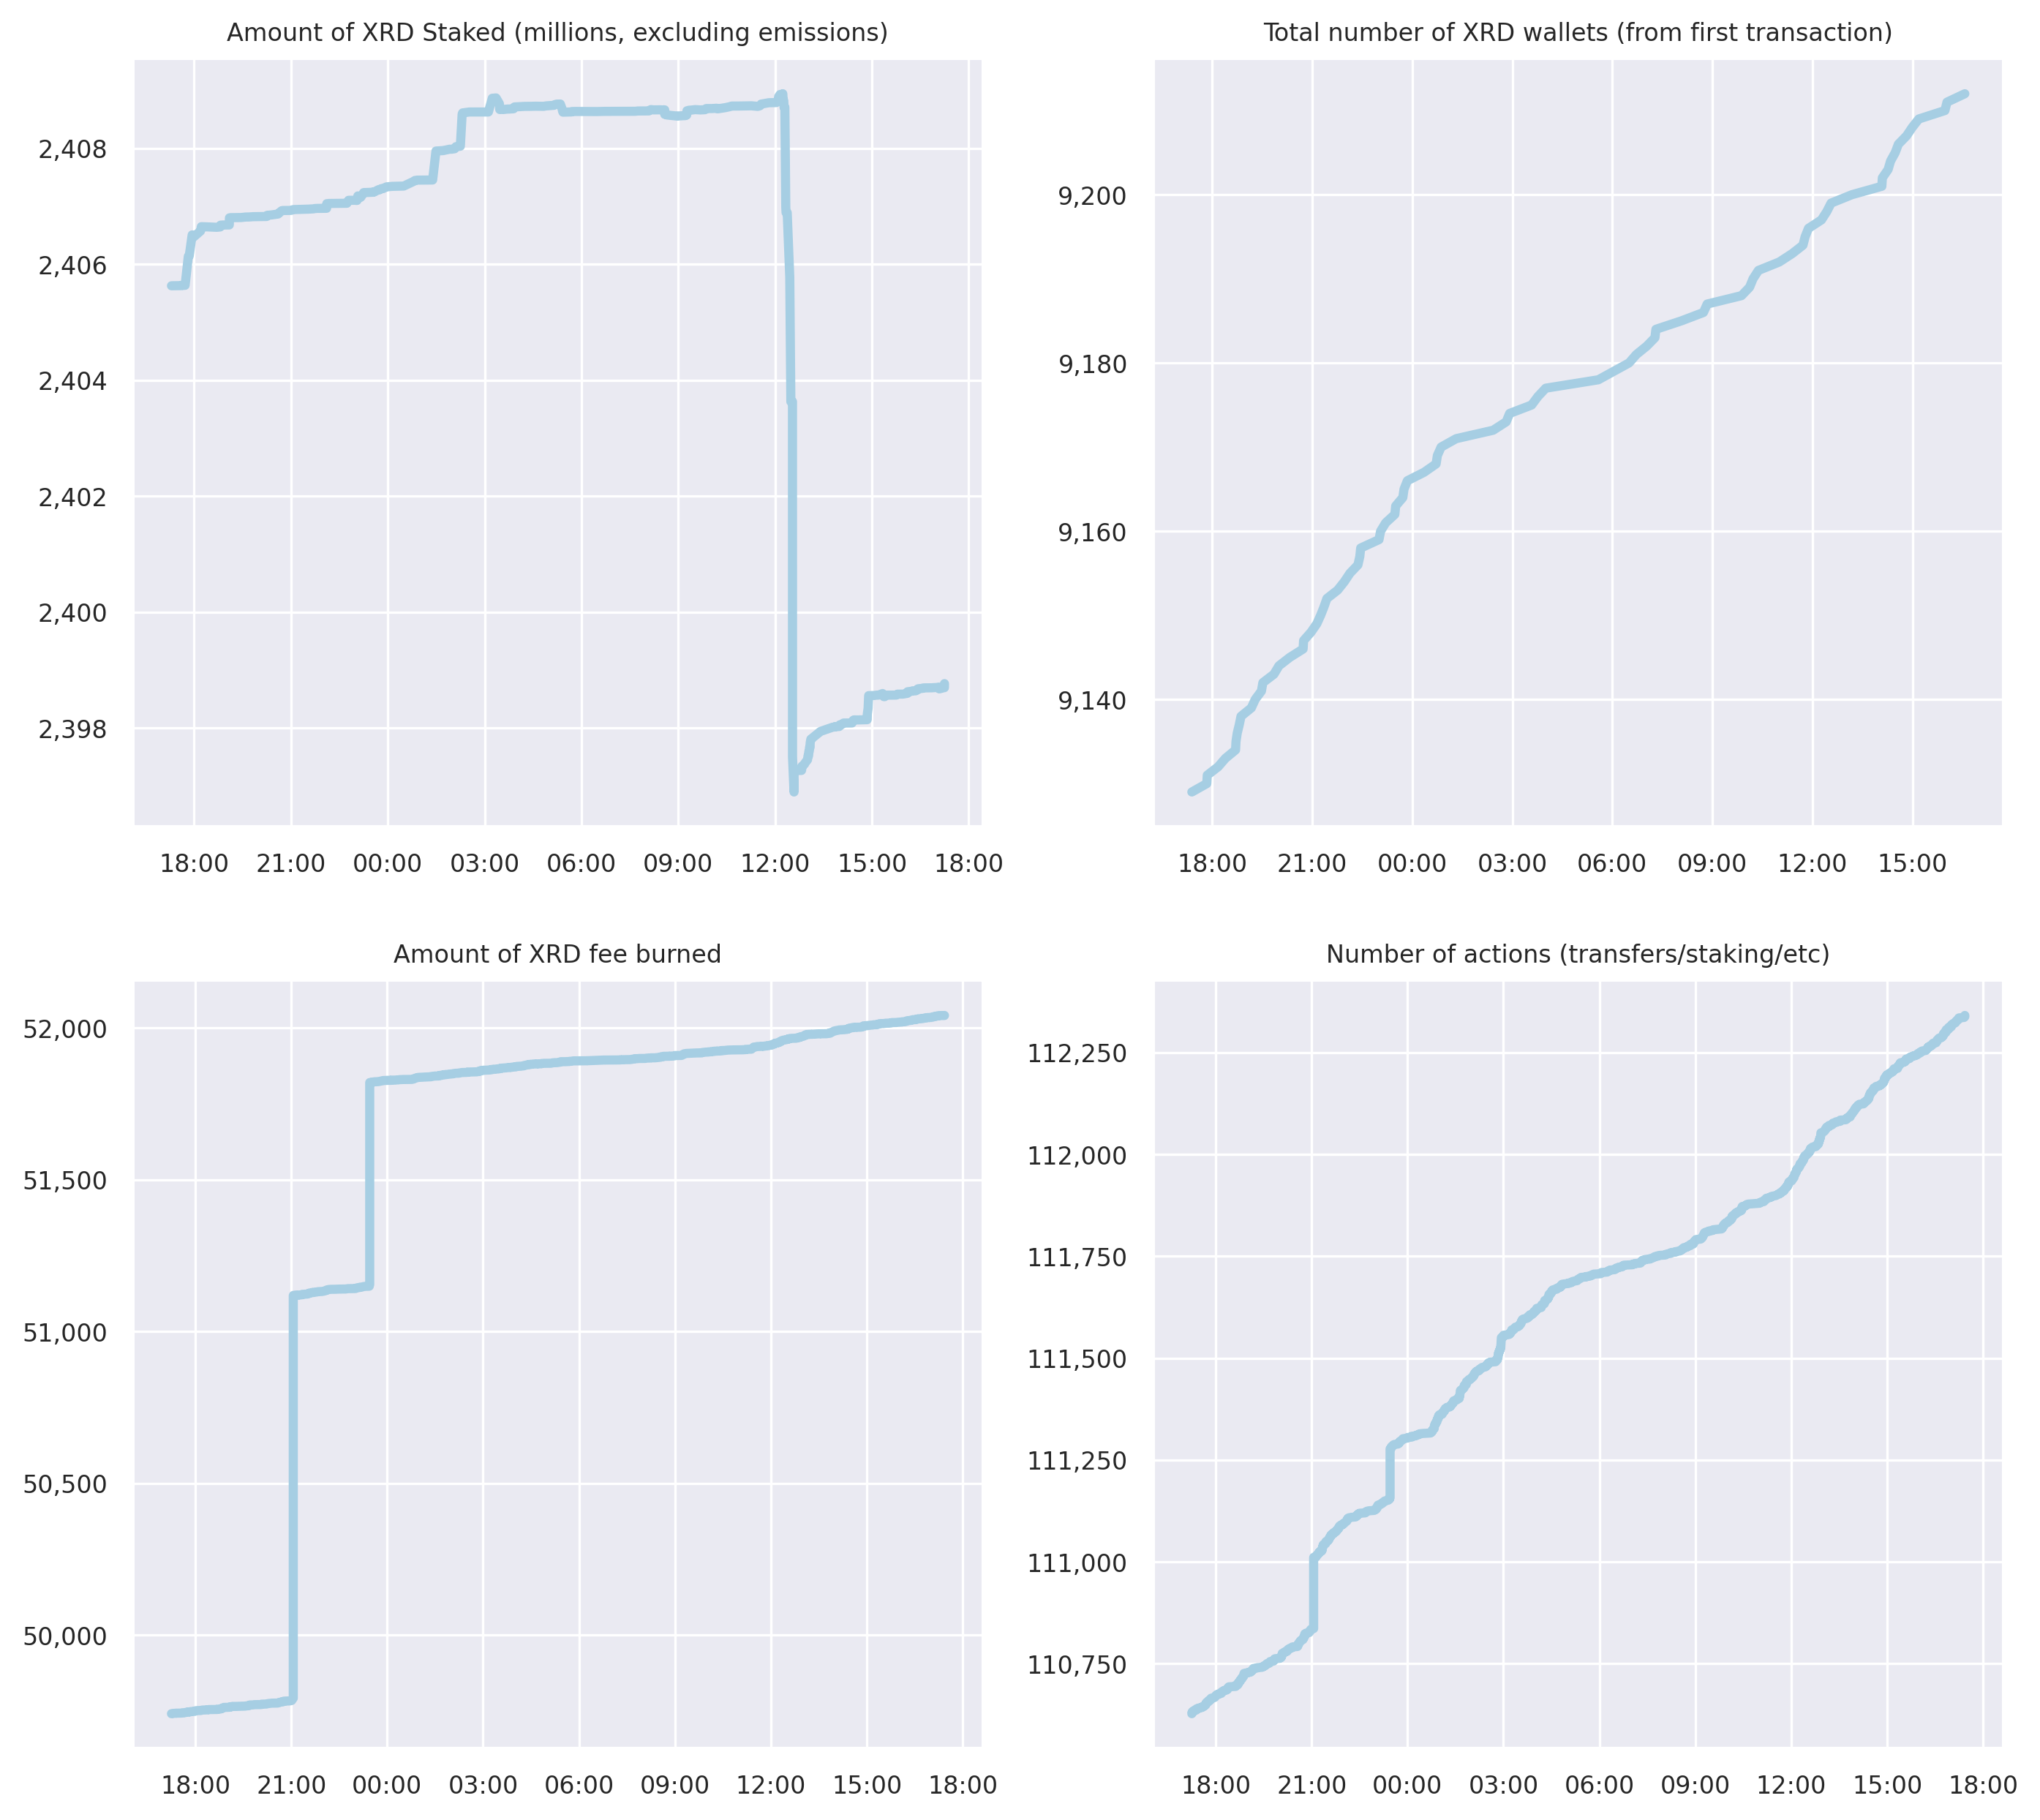 Amount of XRD Staked (millions, excluding emissions)
2,408
2,406
2,404
2,402
2,400
2,398
18:00 21:00 00:00 03:00 06:00 09:00 12:00 15:00 18:00
Total number of XRD wallets (from first transaction)
9,200
9,180
9,160
9,140
18:00 21:00 00:00 03:00 06:00 09:00 12:00 15:00
Amount of XRD fee burned
52,000
51,500
51,000
50,500
50,000
18:00 21:00 00:00 03:00 06:00 09:00 12:00 15:00 18:00
Number of actions (transfers/staking/etc)
112,250
112,000
111,750
111,500
111,250
111,000
110,750
18:00 21:00 00:00 03:00 06:00 09:00 12:00 15:00 18:00